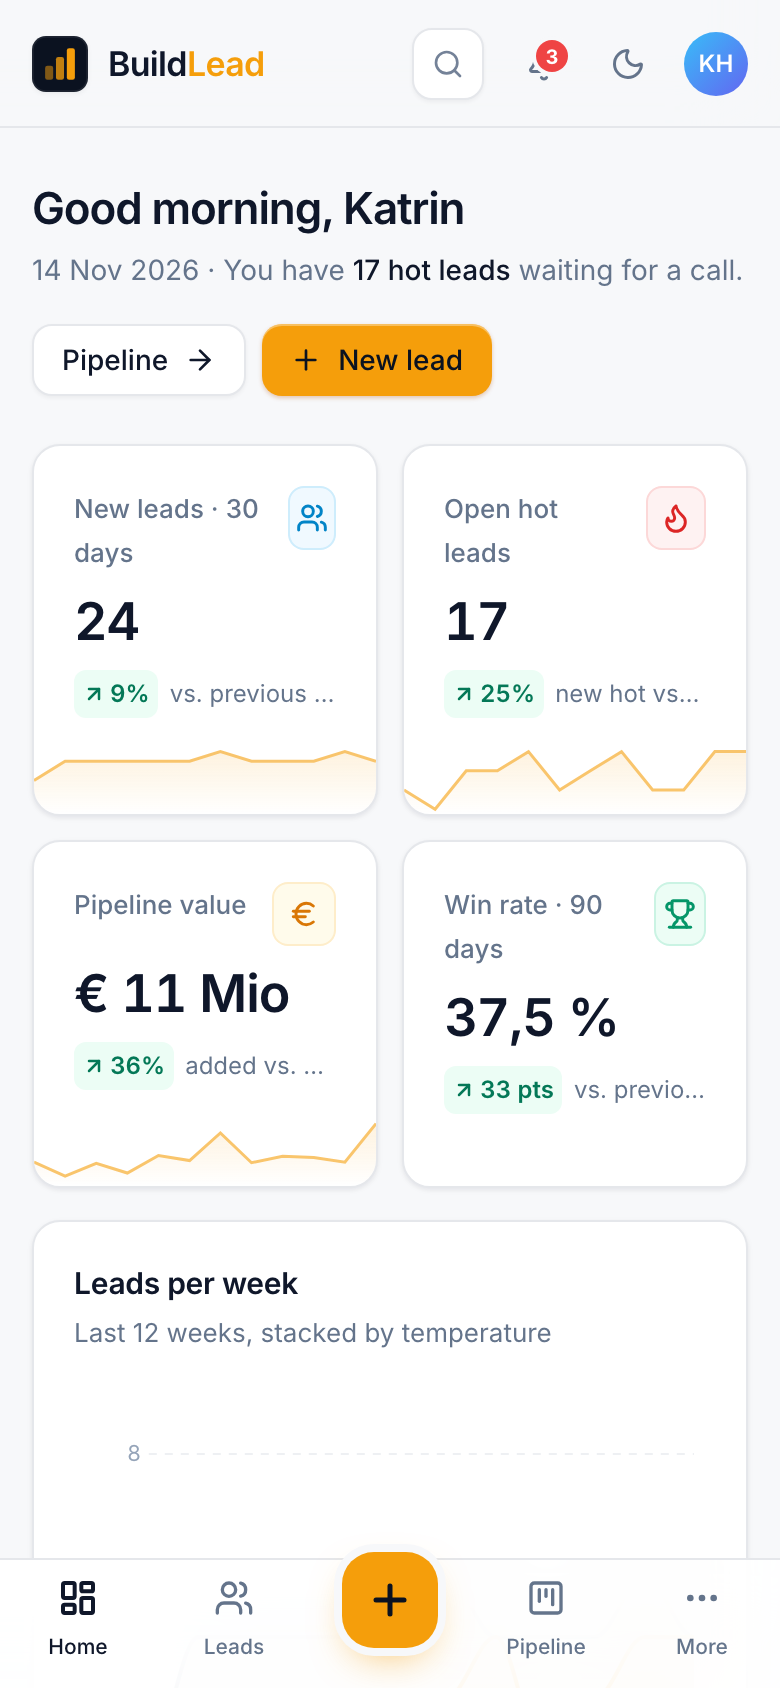 BuildLead
3
KH
Good morning, Katrin
14 Nov 2026 · You have 17 hot leads waiting for a call.
Pipeline
New lead
New leads · 30
days
24
9% vs. previous ...
Open hot
leads
17
25% new hot vs...
Pipeline value
€
€ 11 Mio
36% added vs. ...
Win rate · 90
days
37,5 %
33 pts vs. previo...
Leads per week
Last 12 weeks, stacked by temperature
8
Home
Leads
Pipeline
More